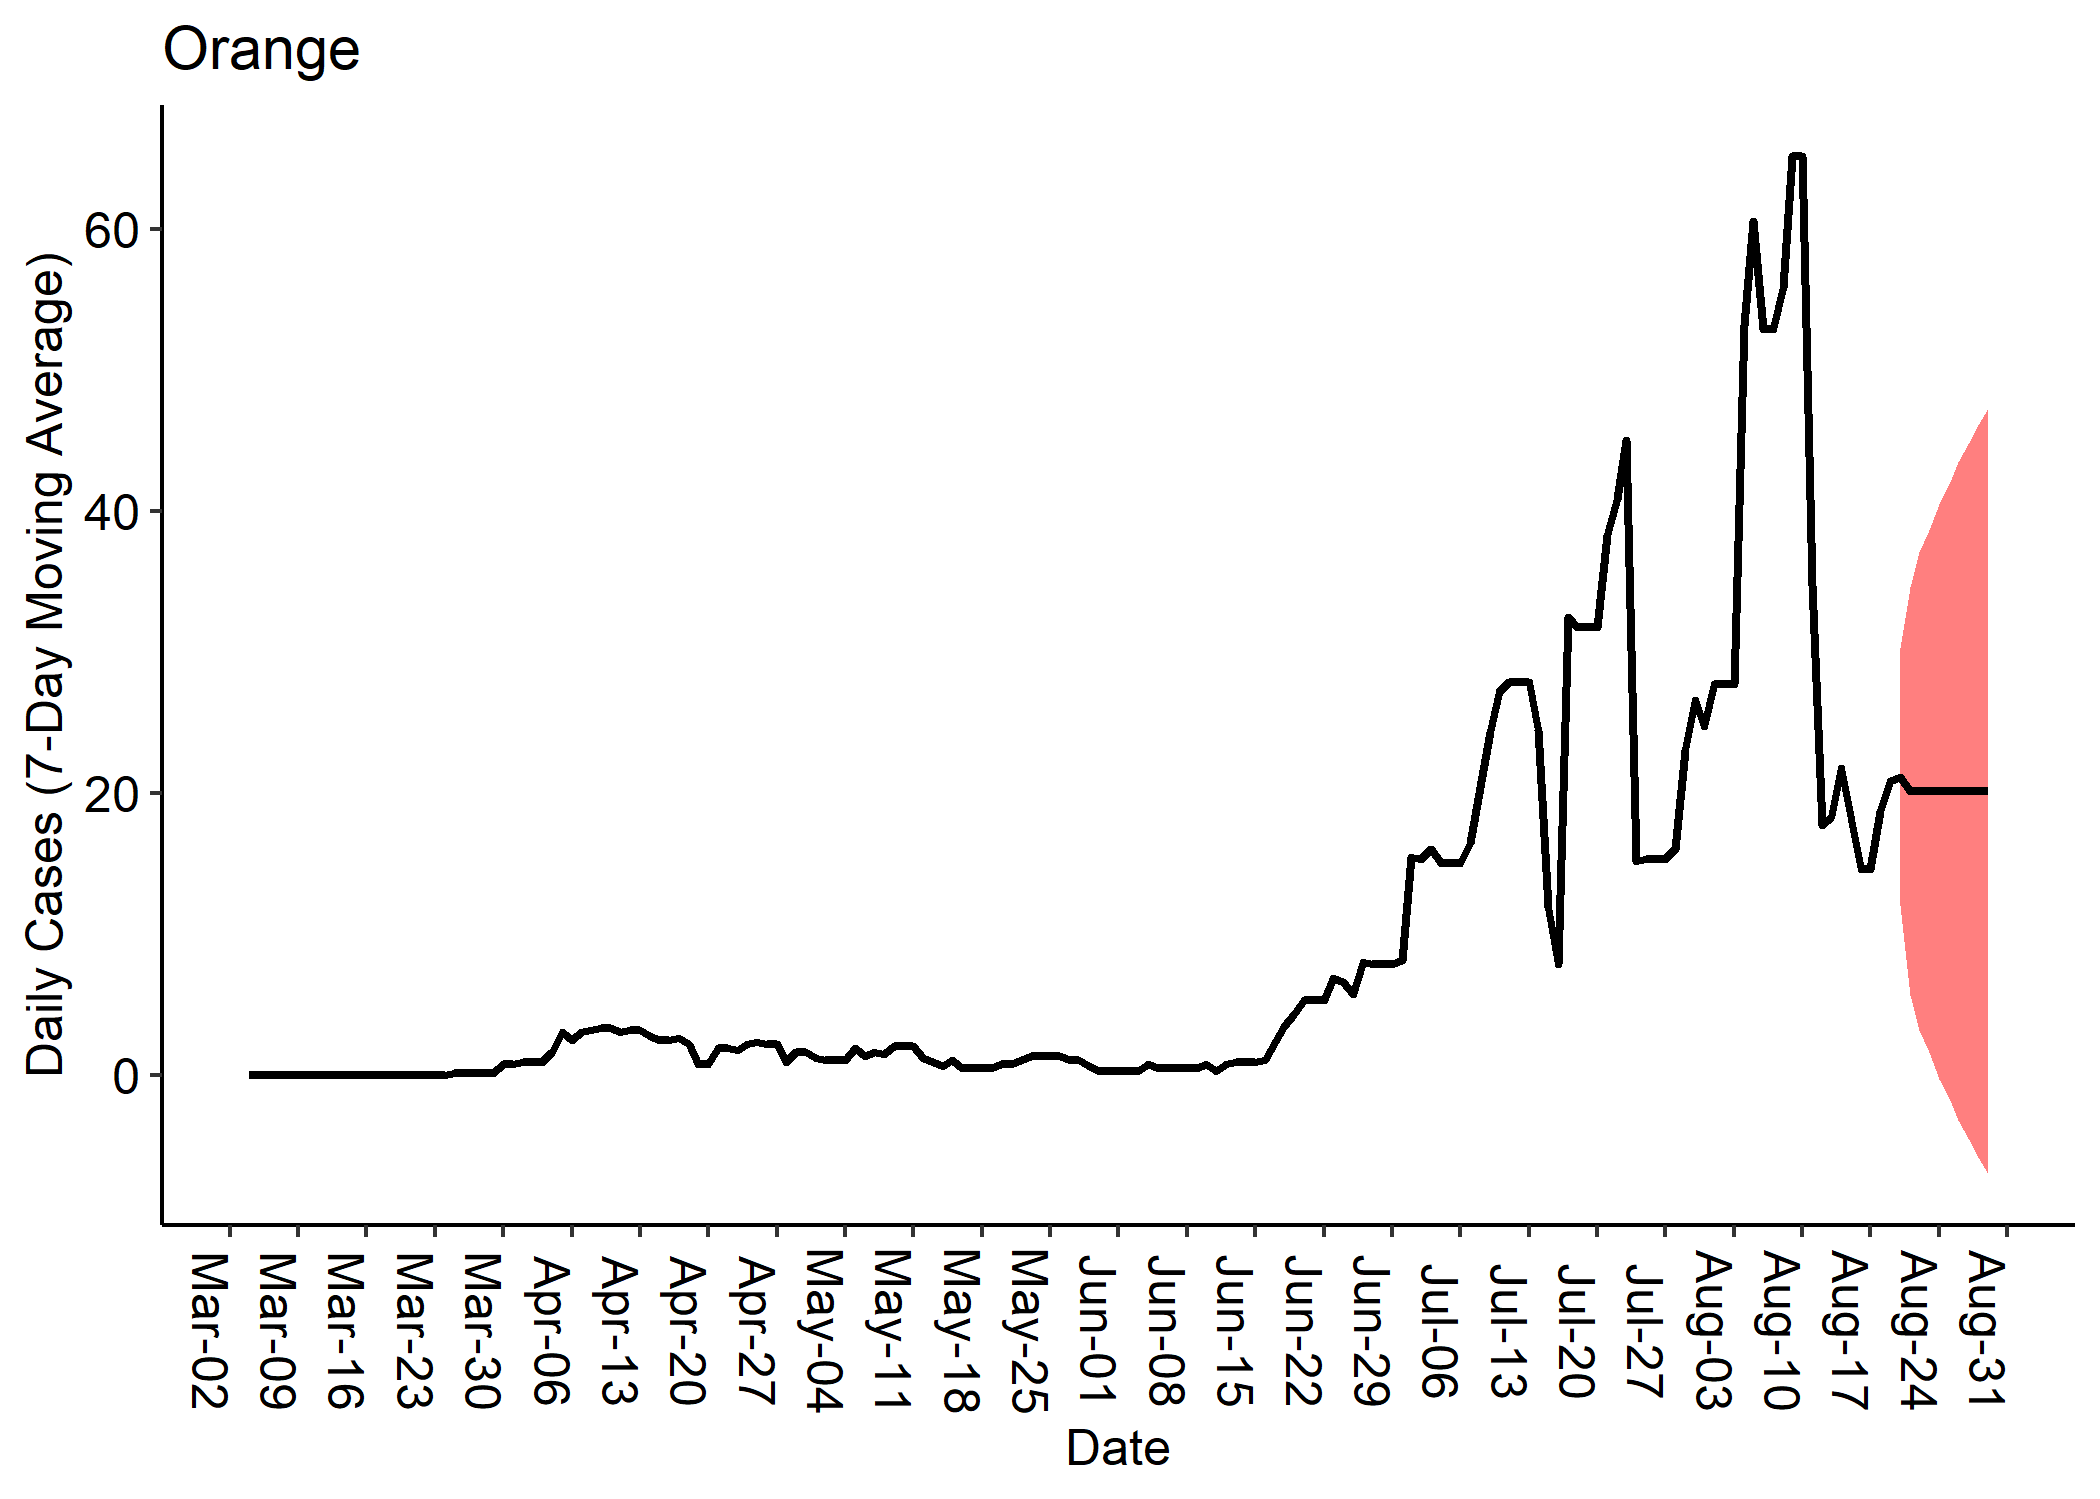 Orange
Daily Cases (7-Day Moving Average)
60
40
20
0
Mar-02
Mar-09
Mar-16
Mar-23
Mar-30
Apr-06
Apr-13
Apr-20
Apr-27
May-04
May-11
May-18
May-25
Jun-01
Jun-08
Jun-15
Jun-22
Jun-29
Jul-06
Jul-13
Jul-20
Jul-27
Aug-03
Aug-10
Aug-17
Aug-24
Aug-31
Date